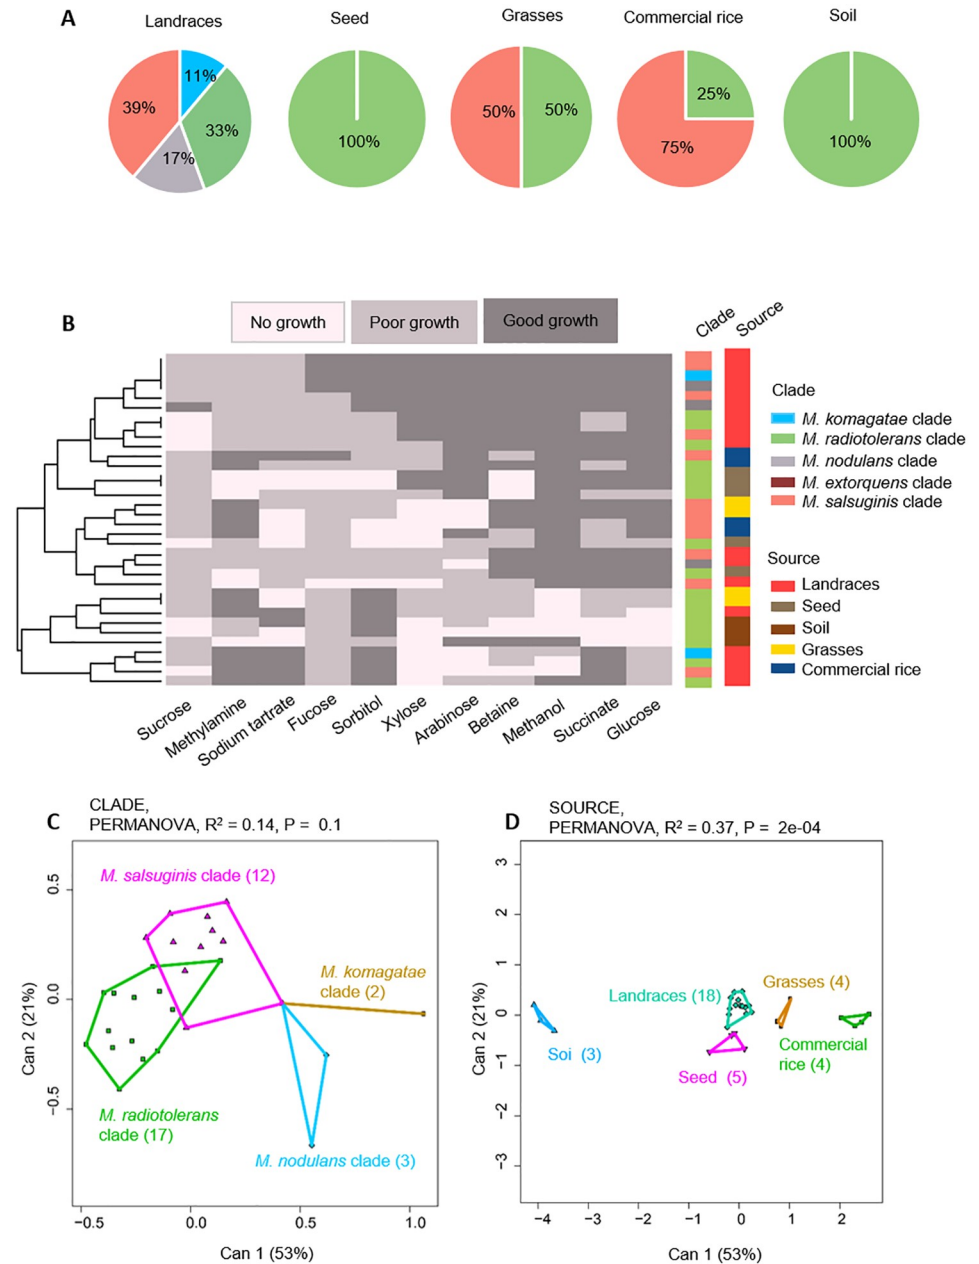 A
Landraces
Seed
Grasses
Commercial rice
Soil
11%
39%
33%
17%
100%
50%
50%
25%
75%
100%
B
No growth
Poor growth
Good growth
Clade
Source
Clade
M. komagatae clade
M. radiotolerans clade
M. nodulans clade
M. extorquens clade
M. salsuginis clade
Source
Landraces
Seed
Soil
Grasses
Commercial rice
Sucrose
Methylamine
Sodium tartrate
Fucose
Sorbitol
Xylose
Arabinose
Betaine
Methanol
Succinate
Glucose
C
CLADE,
PERMANOVA, R² = 0.14, P = 0.1
M. salsuginis clade (12)
M. komagatae
clade (2)
M. radiotolerans
clade (17)
M. nodulans clade (3)
Can 2 (21%)
0.5
0.0
−0.5
−0.5
0.0
0.5
1.0
Can 1 (53%)
D
SOURCE,
PERMANOVA, R² = 0.37, P = 2e-04
Landraces (18)
Grasses (4)
Soi (3)
Seed (5)
Commercial
rice (4)
Can 2 (21%)
3
2
1
0
−1
−2
−3
−4
−3
−2
−1
0
1
2
Can 1 (53%)